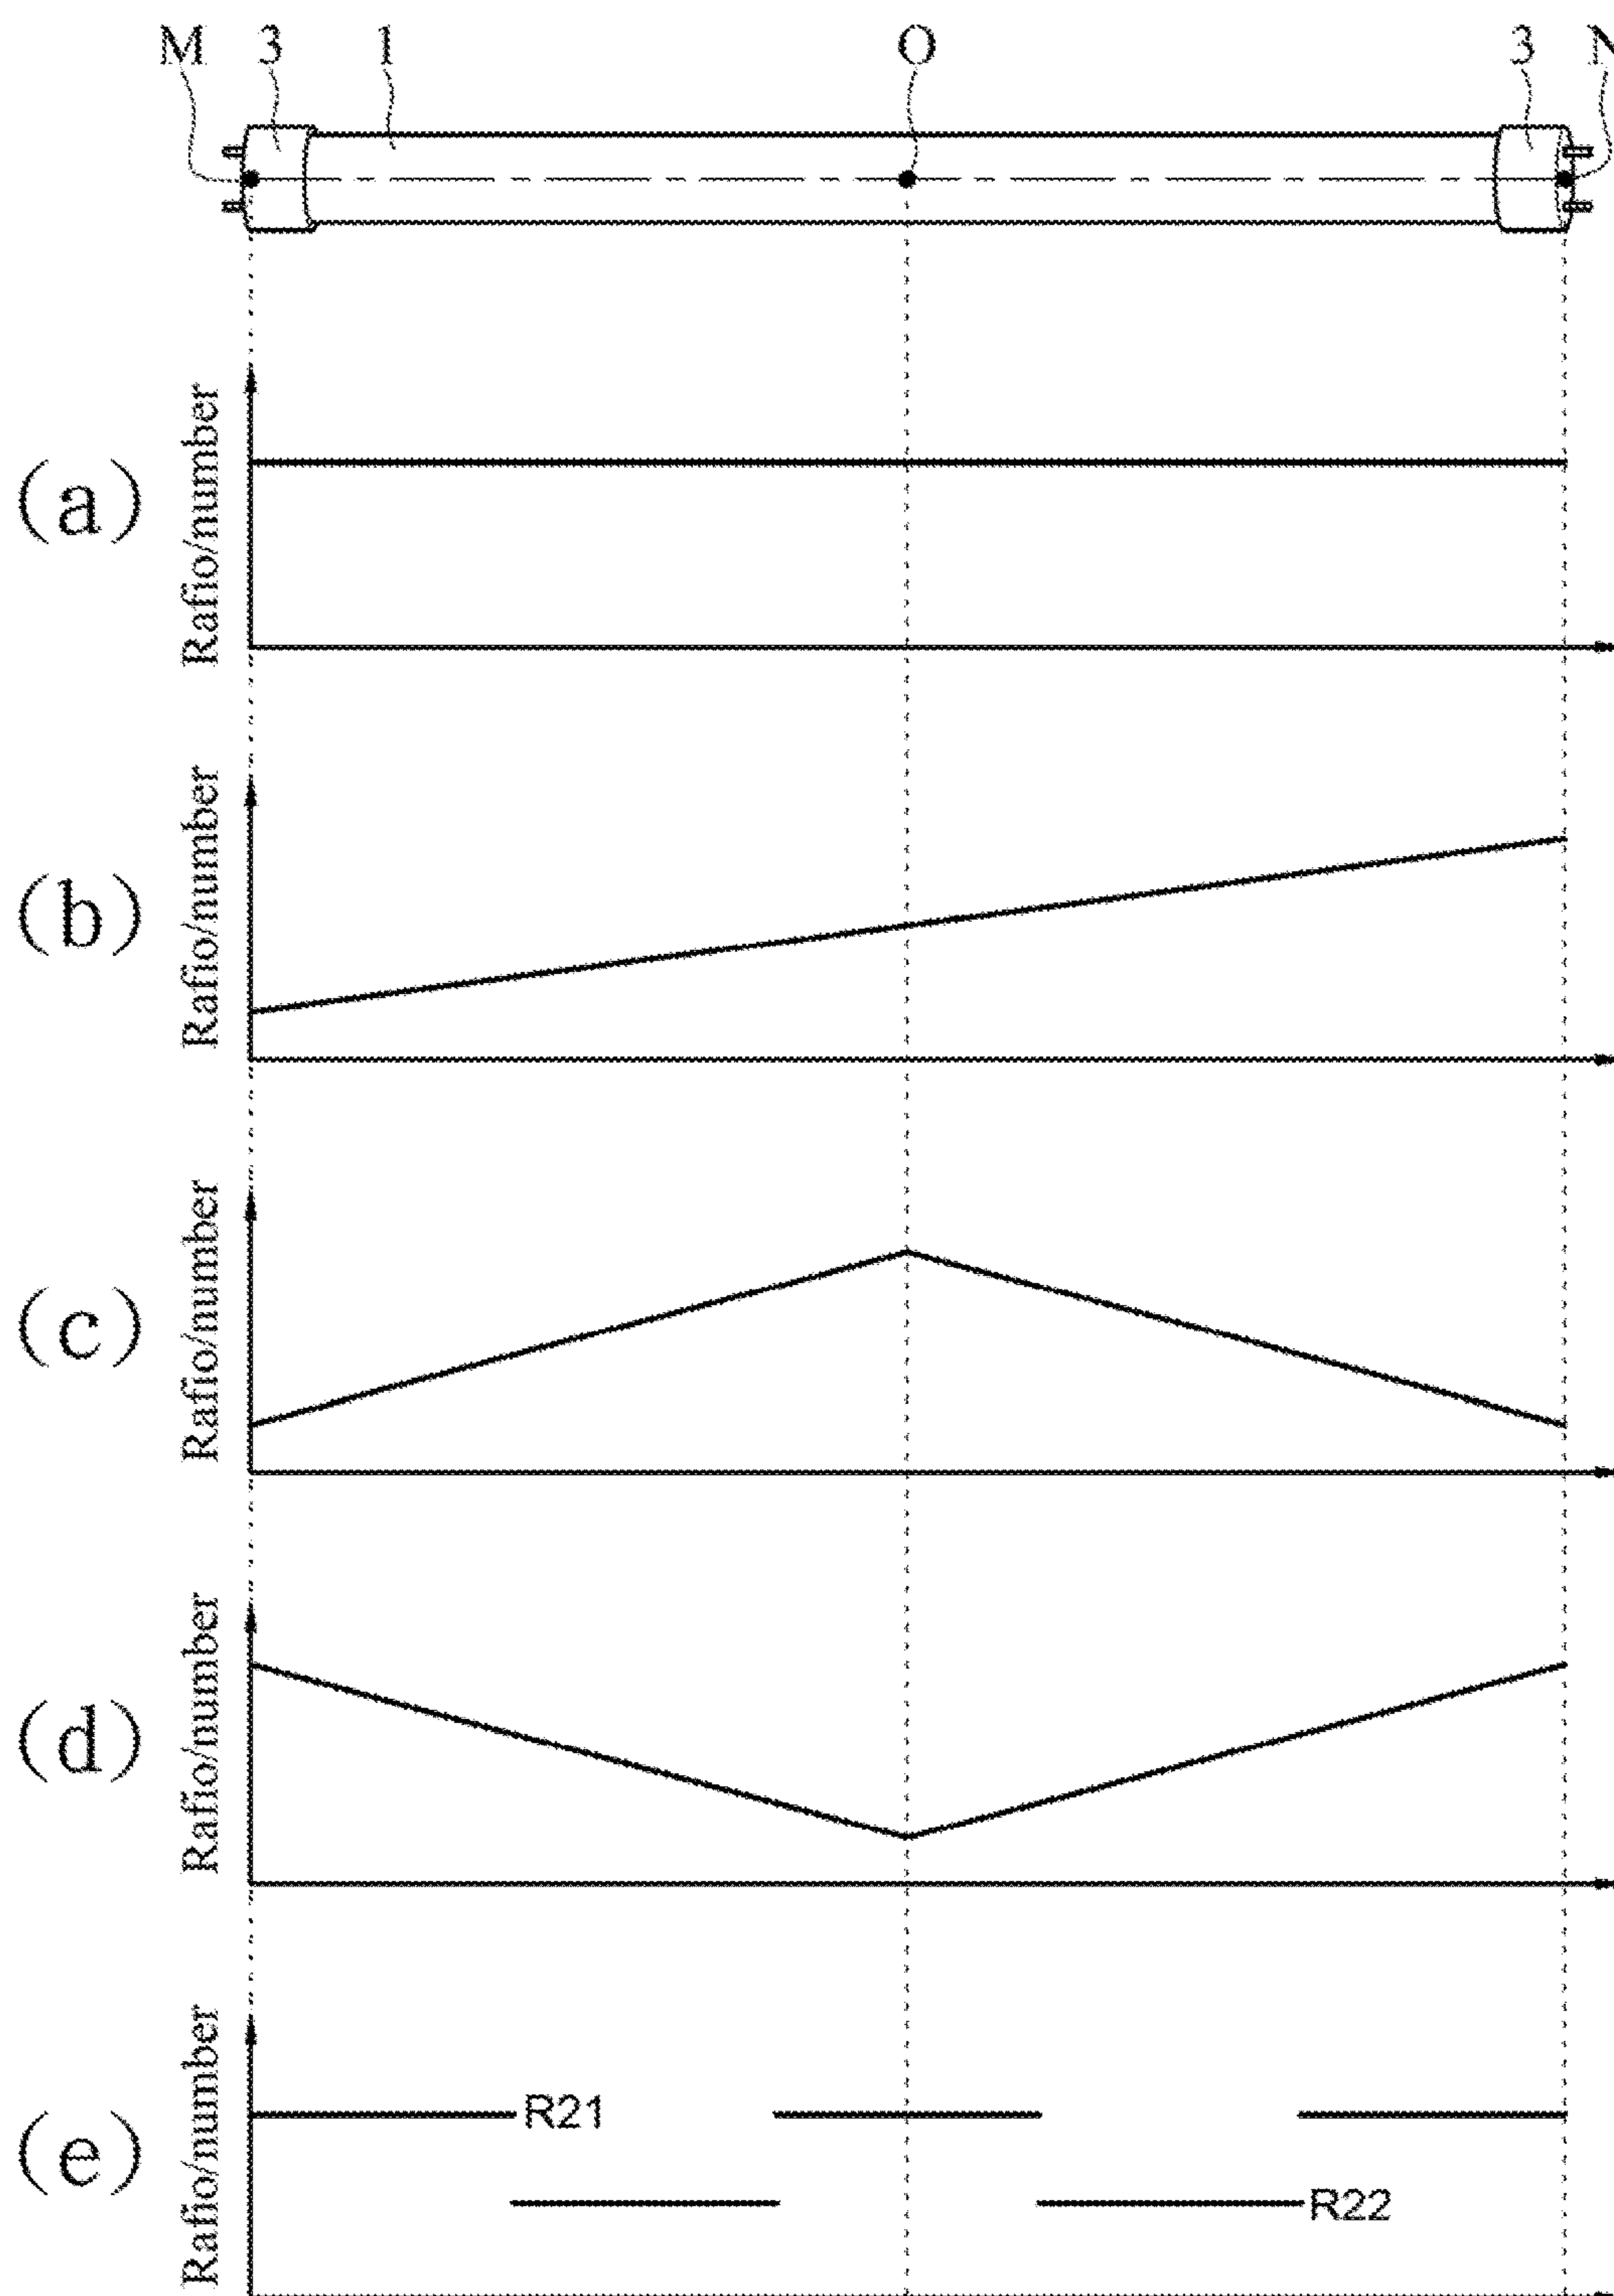 M 3 1 O 3 N
(a) Rafio/number
(b) Rafio/number
(c) Rafio/number
(d) Rafio/number
(e) Rafio/number
R21
R22